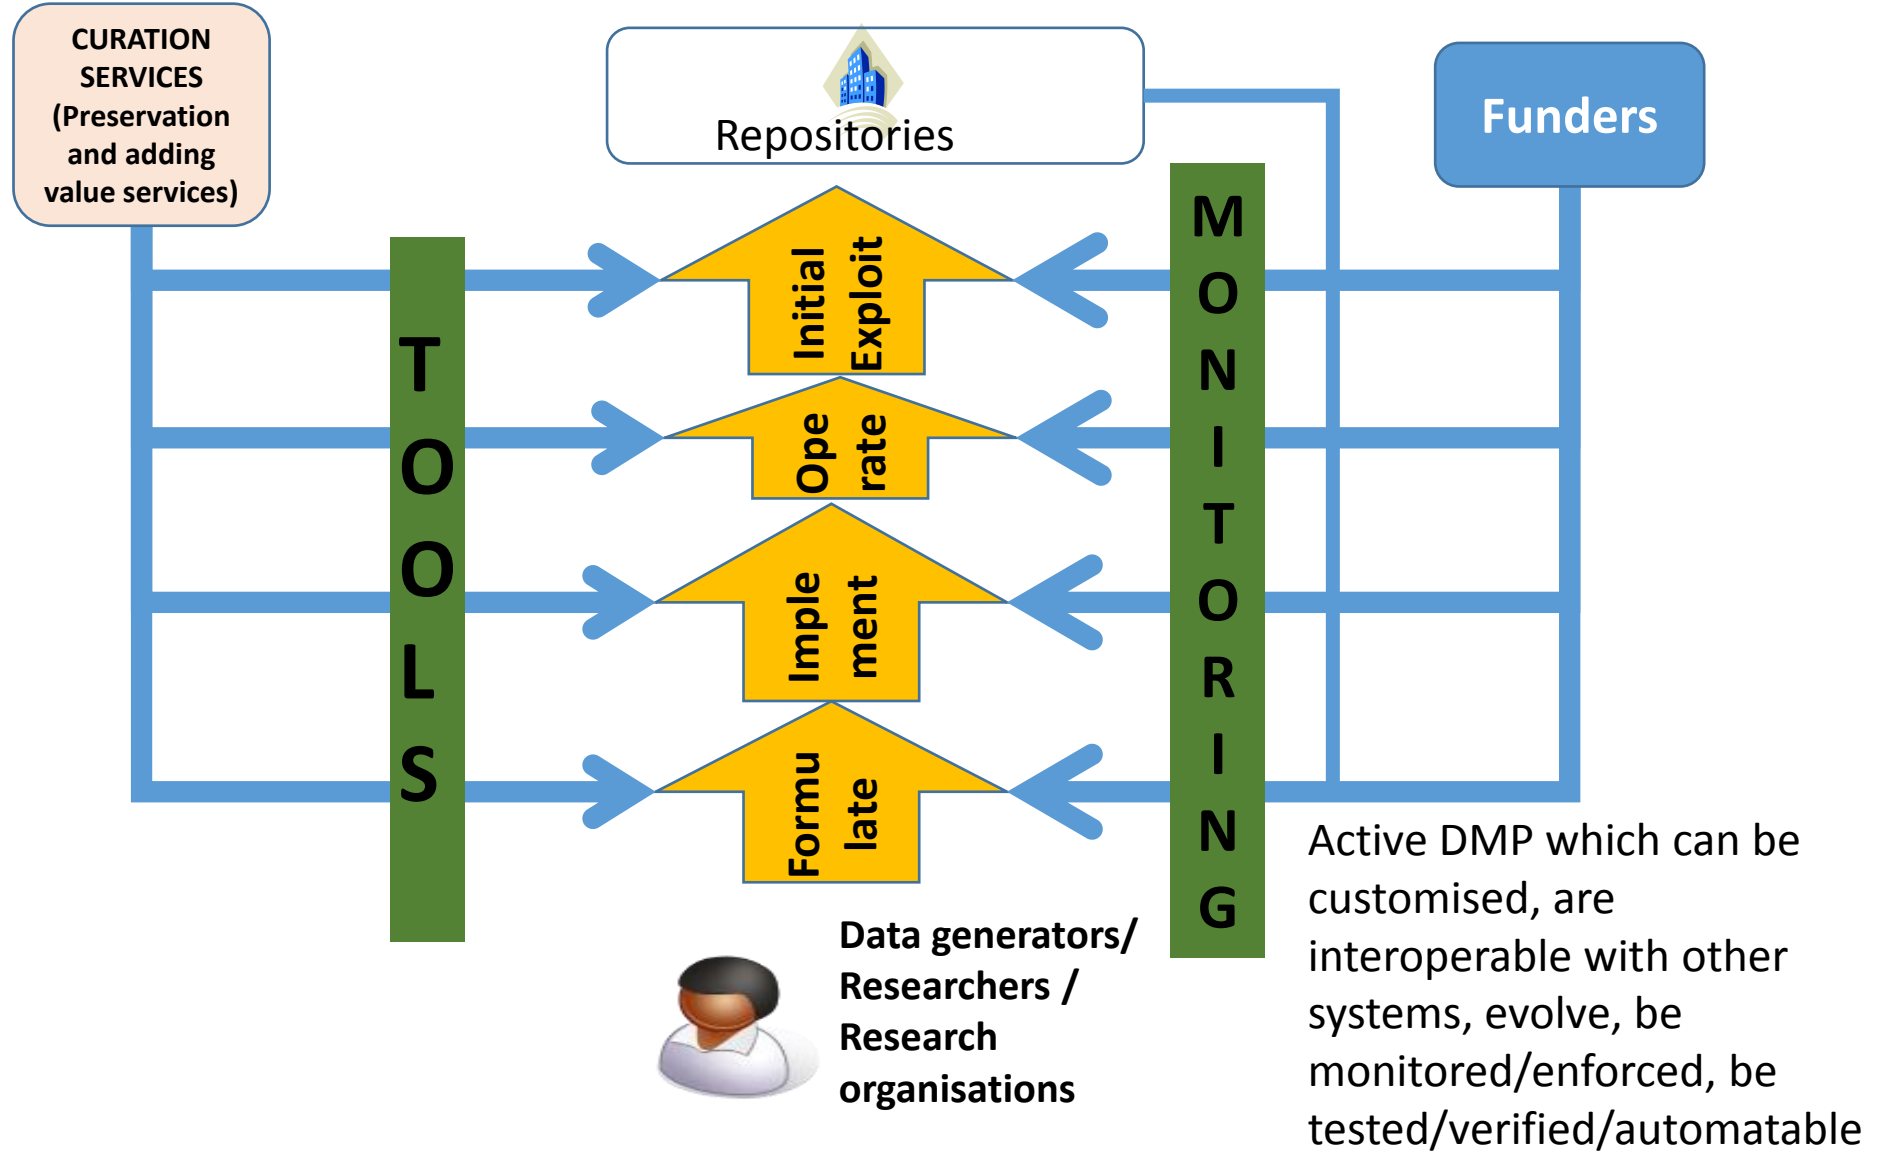 CURATION
SERVICES
(Preservation
and adding
value services)
Repositories
Funders
TOOLS
MONITORING
Initial
Exploit
Ope
rate
Imple
ment
Formu
late
Data generators/
Researchers /
Research
organisations
Active DMP which can be
customised, are
interoperable with other
systems, evolve, be
monitored/enforced, be
tested/verified/automatable